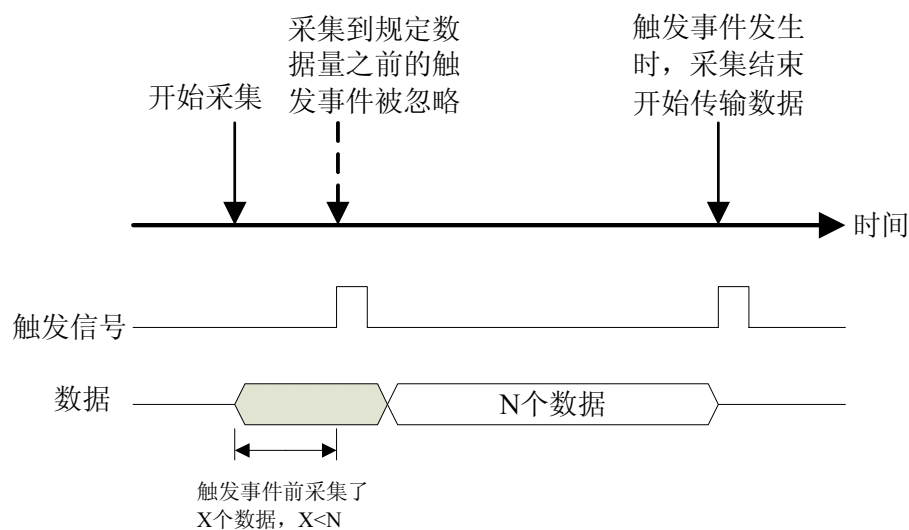 开始采集
采集到规定数
据量之前的触
发事件被忽略
触发事件发生
时，采集结束
开始传输数据
时间
触发信号
数据
N个数据
触发事件前采集了
X个数据，X<N